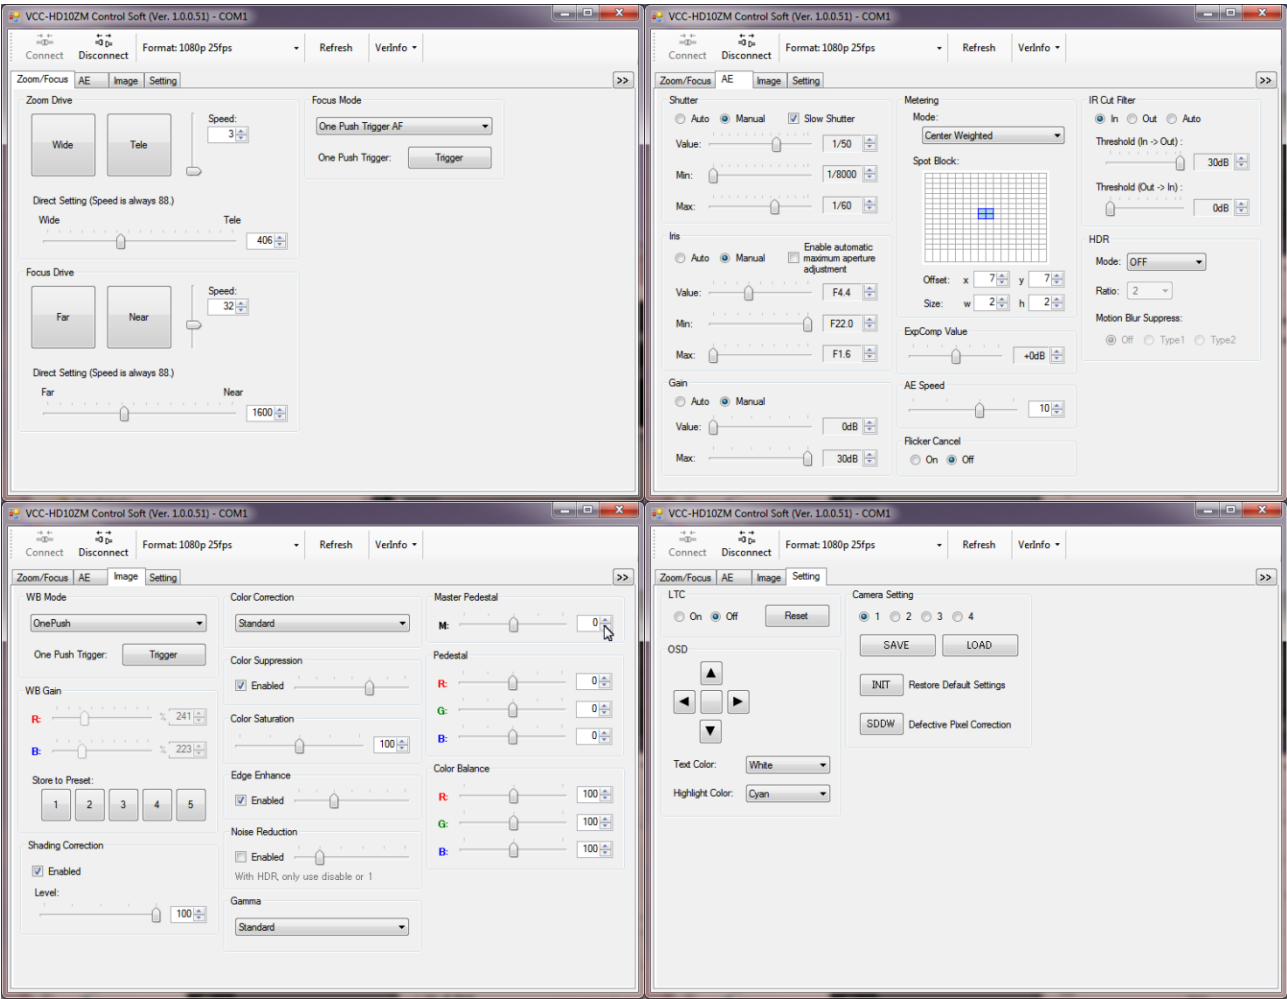 VCC-HD10ZM Control Soft (Ver. 1.0.0.51) - COM1
Connect Disconnect Format: 1080p 25fps Refresh VerInfo
Zoom/Focus AE Image Setting >>
Zoom Drive
Wide Tele
Speed:
3
Direct Setting (Speed is always 88.)
Wide Tele
406
Focus Drive
Far Near
Speed:
32
Direct Setting (Speed is always 88.)
Far Near
1600
Focus Mode
One Push Trigger AF
One Push Trigger: Trigger
VCC-HD10ZM Control Soft (Ver. 1.0.0.51) - COM1
Connect Disconnect Format: 1080p 25fps Refresh VerInfo
Zoom/Focus AE Image Setting >>
Shutter
Auto Manual Slow Shutter
Value: 1/50
Min: 1/8000
Max: 1/60
Iris
Auto Manual
Enable automatic
maximum aperture
adjustment
Value: F4.4
Min: F22.0
Max: F1.6
Gain
Auto Manual
Value: 0dB
Max: 30dB
Metering
Mode:
Center Weighted
Spot Block:
Offset: x 7 y 7
Size: w 2 h 2
ExpComp Value
+0dB
AE Speed
10
Flicker Cancel
On Off
IR Cut Filter
In Out Auto
Threshold (In -> Out) :
30dB
Threshold (Out -> In) :
0dB
HDR
Mode: OFF
Ratio: 2
Motion Blur Suppress:
Off Type1 Type2
VCC-HD10ZM Control Soft (Ver. 1.0.0.51) - COM1
Connect Disconnect Format: 1080p 25fps Refresh VerInfo
Zoom/Focus AE Image Setting >>
WB Mode
OnePush
One Push Trigger: Trigger
WB Gain
R: % 241
B: % 223
Store to Preset:
1 2 3 4 5
Shading Correction
Enabled
Level:
100
Color Correction
Standard
Color Suppression
Enabled
Color Saturation
100
Edge Enhance
Enabled
Noise Reduction
Enabled
With HDR, only use disable or 1
Gamma
Standard
Master Pedestal
M: 0
Pedestal
R: 0
G: 0
B: 0
Color Balance
R: 100
G: 100
B: 100
VCC-HD10ZM Control Soft (Ver. 1.0.0.51) - COM1
Connect Disconnect Format: 1080p 25fps Refresh VerInfo
Zoom/Focus AE Image Setting >>
LTC
On Off Reset
OSD
Text Color: White
Highlight Color: Cyan
Camera Setting
1 2 3 4
SAVE LOAD
INIT Restore Default Settings
SDDW Defective Pixel Correction